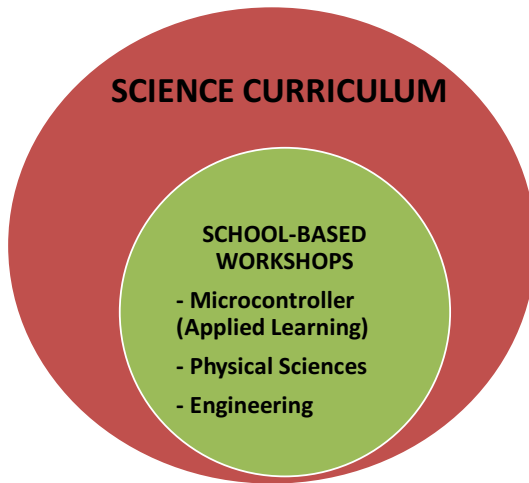 SCIENCE CURRICULUM
SCHOOL-BASED
WORKSHOPS
- Microcontroller
(Applied Learning)
- Physical Sciences
- Engineering